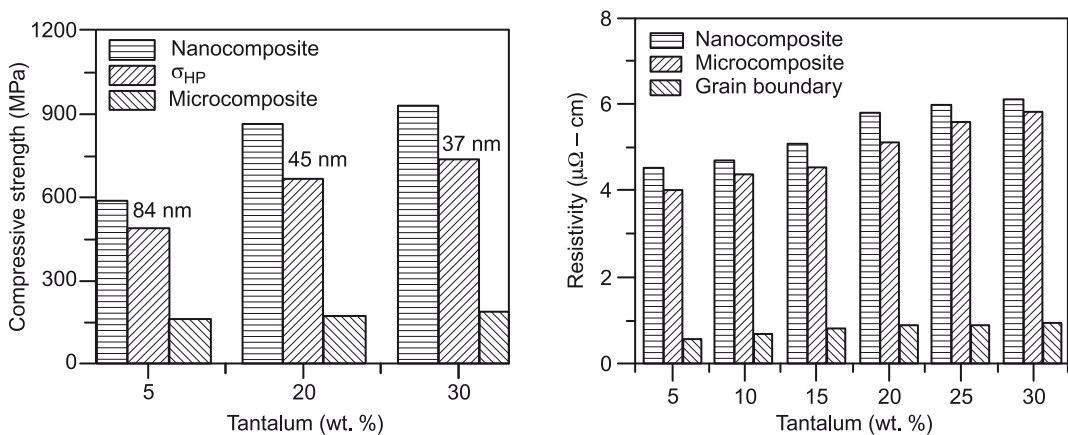 Compressive strength (MPa)
1200
900
600
300
0
Nanocomposite
σHP
Microcomposite
84 nm
45 nm
37 nm
5
20
30
Tantalum (wt. %)
Resistivity (μΩ – cm)
8
6
4
2
0
Nanocomposite
Microcomposite
Grain boundary
5
10
15
20
25
30
Tantalum (wt. %)